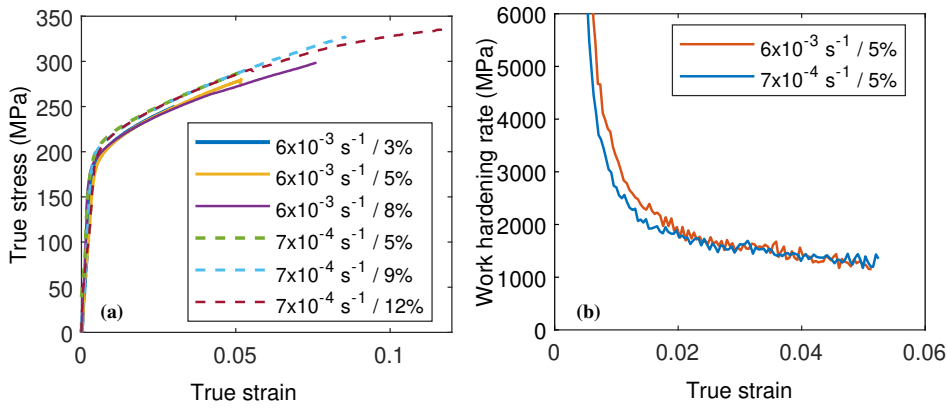 350
300
250
200
150
100
50
0
True stress (MPa)
6x10⁻³ s⁻¹ / 3%
6x10⁻³ s⁻¹ / 5%
6x10⁻³ s⁻¹ / 8%
7x10⁻⁴ s⁻¹ / 5%
7x10⁻⁴ s⁻¹ / 9%
7x10⁻⁴ s⁻¹ / 12%
(a)
0 0.05 0.1
True strain
6000
5000
4000
3000
2000
1000
0
Work hardening rate (MPa)
6x10⁻³ s⁻¹ / 5%
7x10⁻⁴ s⁻¹ / 5%
(b)
0 0.02 0.04 0.06
True strain